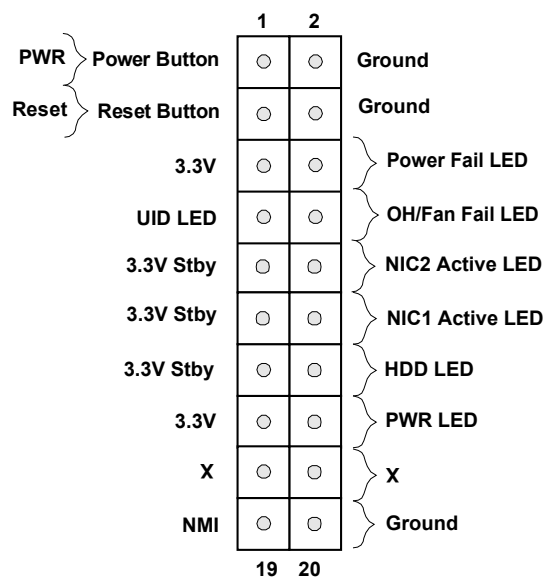 1 2
PWR Power Button Ground
Reset Reset Button Ground
3.3V Power Fail LED
UID LED OH/Fan Fail LED
3.3V Stby NIC2 Active LED
3.3V Stby NIC1 Active LED
3.3V Stby HDD LED
3.3V PWR LED
X X
NMI Ground
19 20